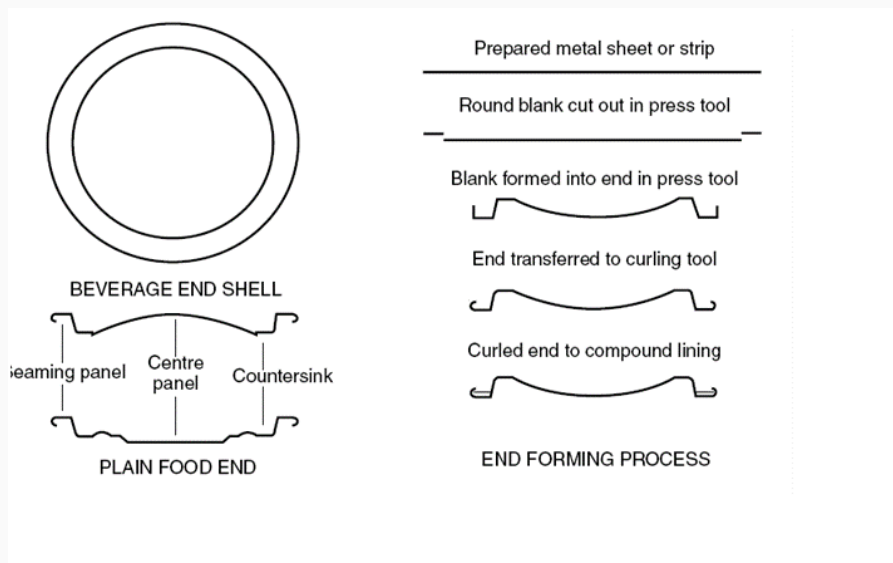 BEVERAGE END SHELL
Seaming panel
Centre
panel
Countersink
PLAIN FOOD END
Prepared metal sheet or strip
Round blank cut out in press tool
Blank formed into end in press tool
End transferred to curling tool
Curled end to compound lining
END FORMING PROCESS